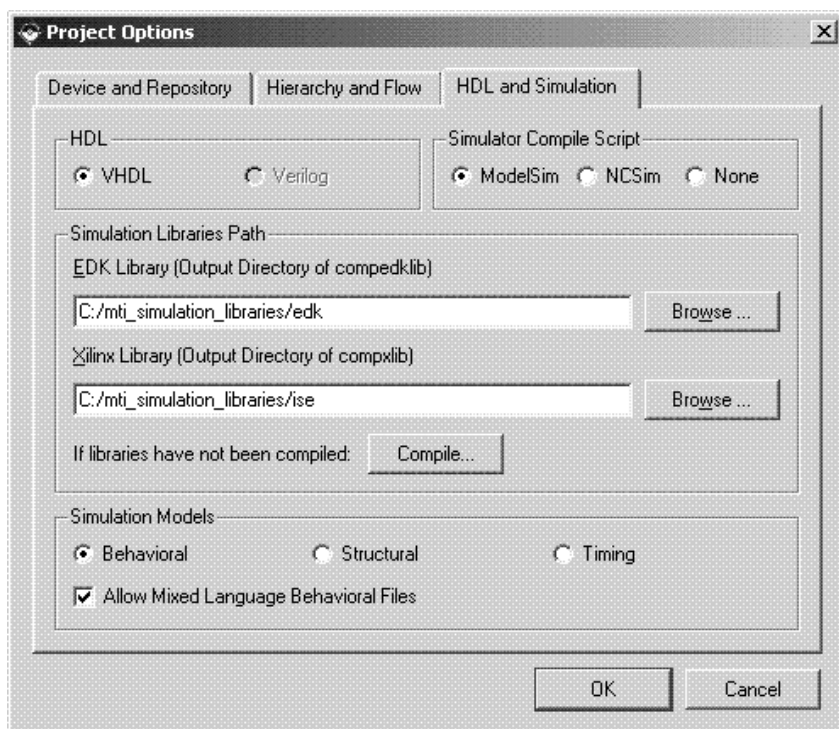 Project Options
Device and Repository Hierarchy and Flow HDL and Simulation
HDL Simulator Compile Script
VHDL Verilog ModelSim NCSim None
Simulation Libraries Path
EDK Library (Output Directory of compedklib)
C:/mti_simulation_libraries/edk Browse ...
Xilinx Library (Output Directory of compxlib)
C:/mti_simulation_libraries/ise Browse ...
If libraries have not been compiled: Compile...
Simulation Models
Behavioral Structural Timing
Allow Mixed Language Behavioral Files
OK Cancel